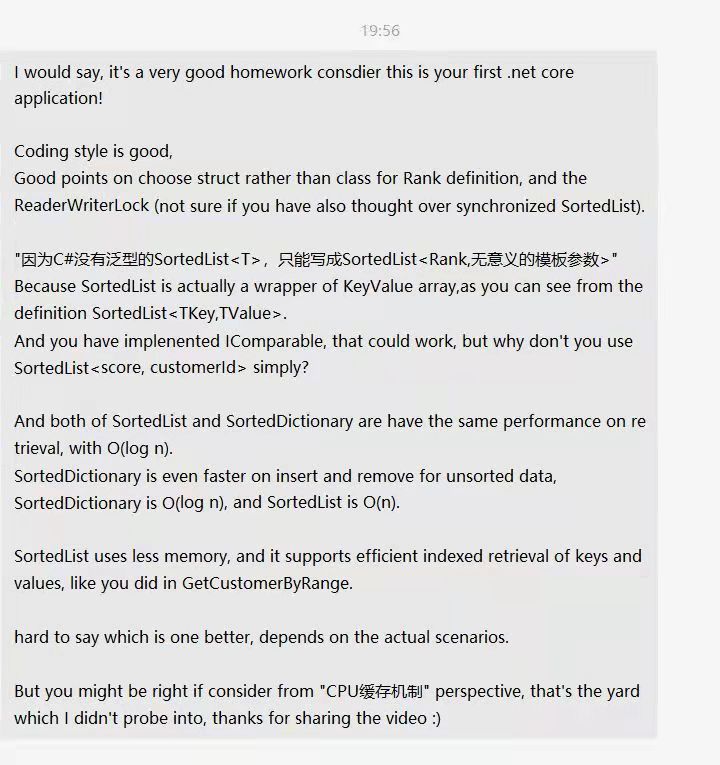 19:56
I would say, it's a very good homework consdier this is your first .net core
application!
Coding style is good,
Good points on choose struct rather than class for Rank definition, and the
ReaderWriterLock (not sure if you have also thought over synchronized SortedList).
"因为C#没有泛型的SortedList<T>，只能写成SortedList<Rank,无意义的模板参数>"
Because SortedList is actually a wrapper of KeyValue array,as you can see from the
definition SortedList<TKey,TValue>.
And you have implenented IComparable, that could work, but why don't you use
SortedList<score, customerId> simply?
And both of SortedList and SortedDictionary are have the same performance on re
trieval, with O(log n).
SortedDictionary is even faster on insert and remove for unsorted data,
SortedDictionary is O(log n), and SortedList is O(n).
SortedList uses less memory, and it supports efficient indexed retrieval of keys and
values, like you did in GetCustomerByRange.
hard to say which is one better, depends on the actual scenarios.
But you might be right if consider from "CPU缓存机制" perspective, that's the yard
which I didn't probe into, thanks for sharing the video :)